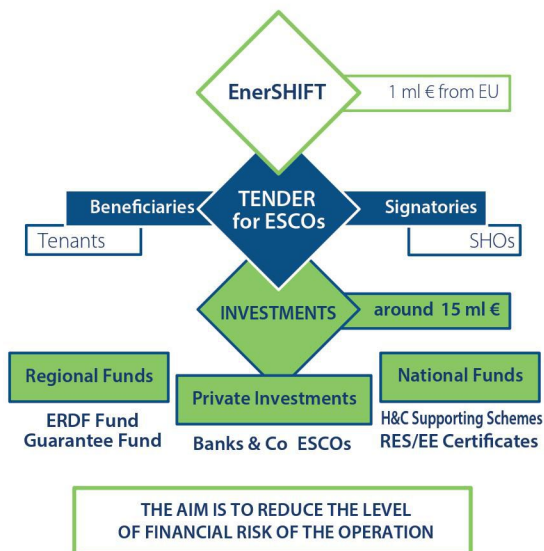 EnerSHIFT
1 ml € from EU
Beneficiaries
TENDER
for ESCOs
Signatories
Tenants
SHOs
INVESTMENTS
around 15 ml €
Regional Funds
Private Investments
National Funds
ERDF Fund
Guarantee Fund
Banks & Co ESCOs
H&C Supporting Schemes
RES/EE Certificates
THE AIM IS TO REDUCE THE LEVEL
OF FINANCIAL RISK OF THE OPERATION